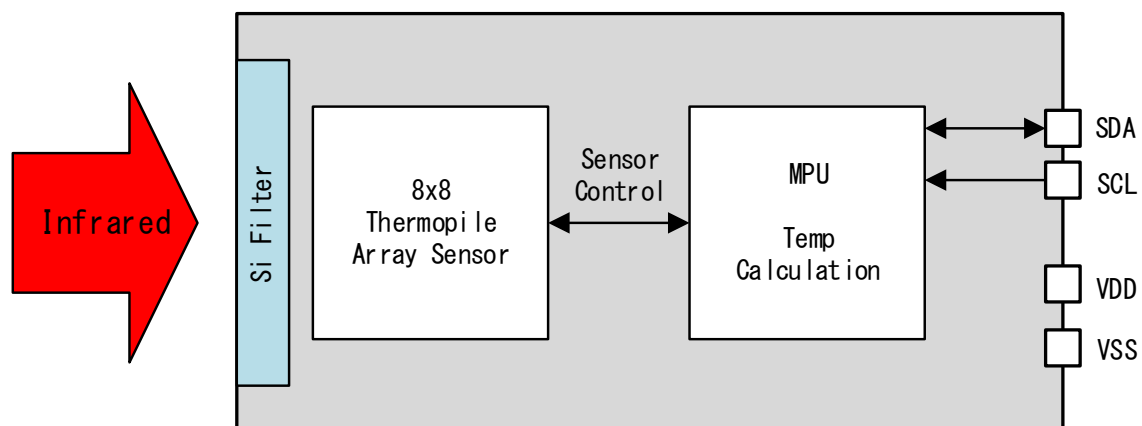 Infrared
Si Filter
8x8
Thermopile
Array Sensor
Sensor
Control
MPU
Temp
Calculation
SDA
SCL
VDD
VSS